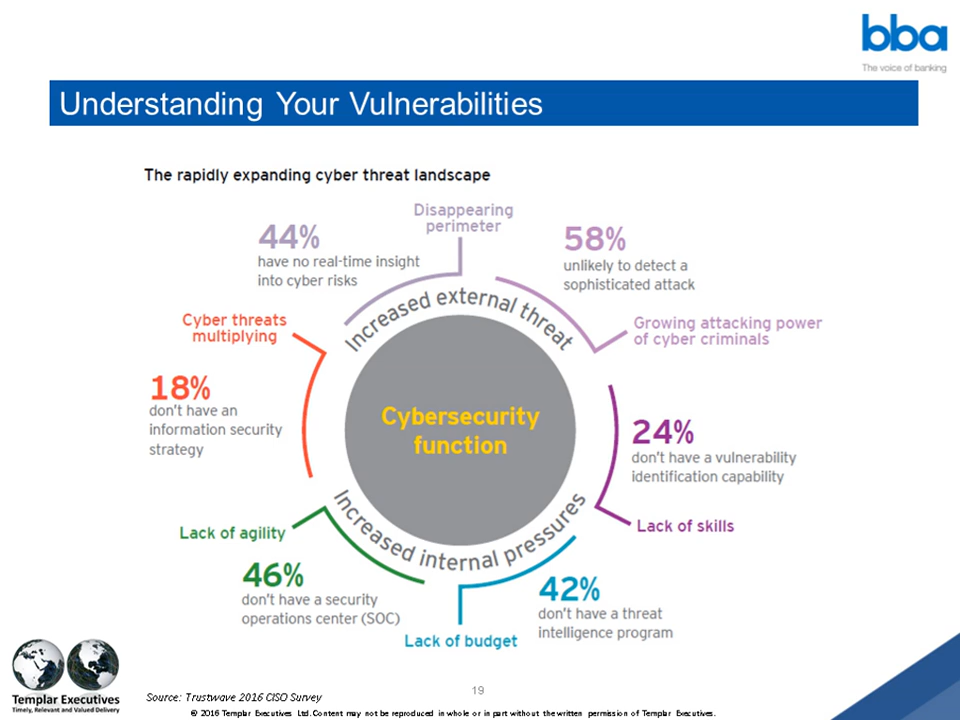 bba
The voice of banking
Understanding Your Vulnerabilities
The rapidly expanding cyber threat landscape
Disappearing
perimeter
44%
have no real-time insight
into cyber risks
58%
unlikely to detect a
sophisticated attack
Increased external threat
Cyber threats
multiplying
Growing attacking power
of cyber criminals
18%
don't have an
information security
strategy
Cybersecurity
function
24%
don't have a vulnerability
identification capability
Increased internal pressures
Lack of agility
Lack of skills
46%
don't have a security
operations center (SOC)
42%
don't have a threat
intelligence program
Lack of budget
Templar Executives
Timely, Relevant and Valued Delivery
Source: Trustwave 2016 CISO Survey
19
© 2016 Templar Executives Ltd. Content may not be reproduced in whole or in part without the written permission of Templar Executives.